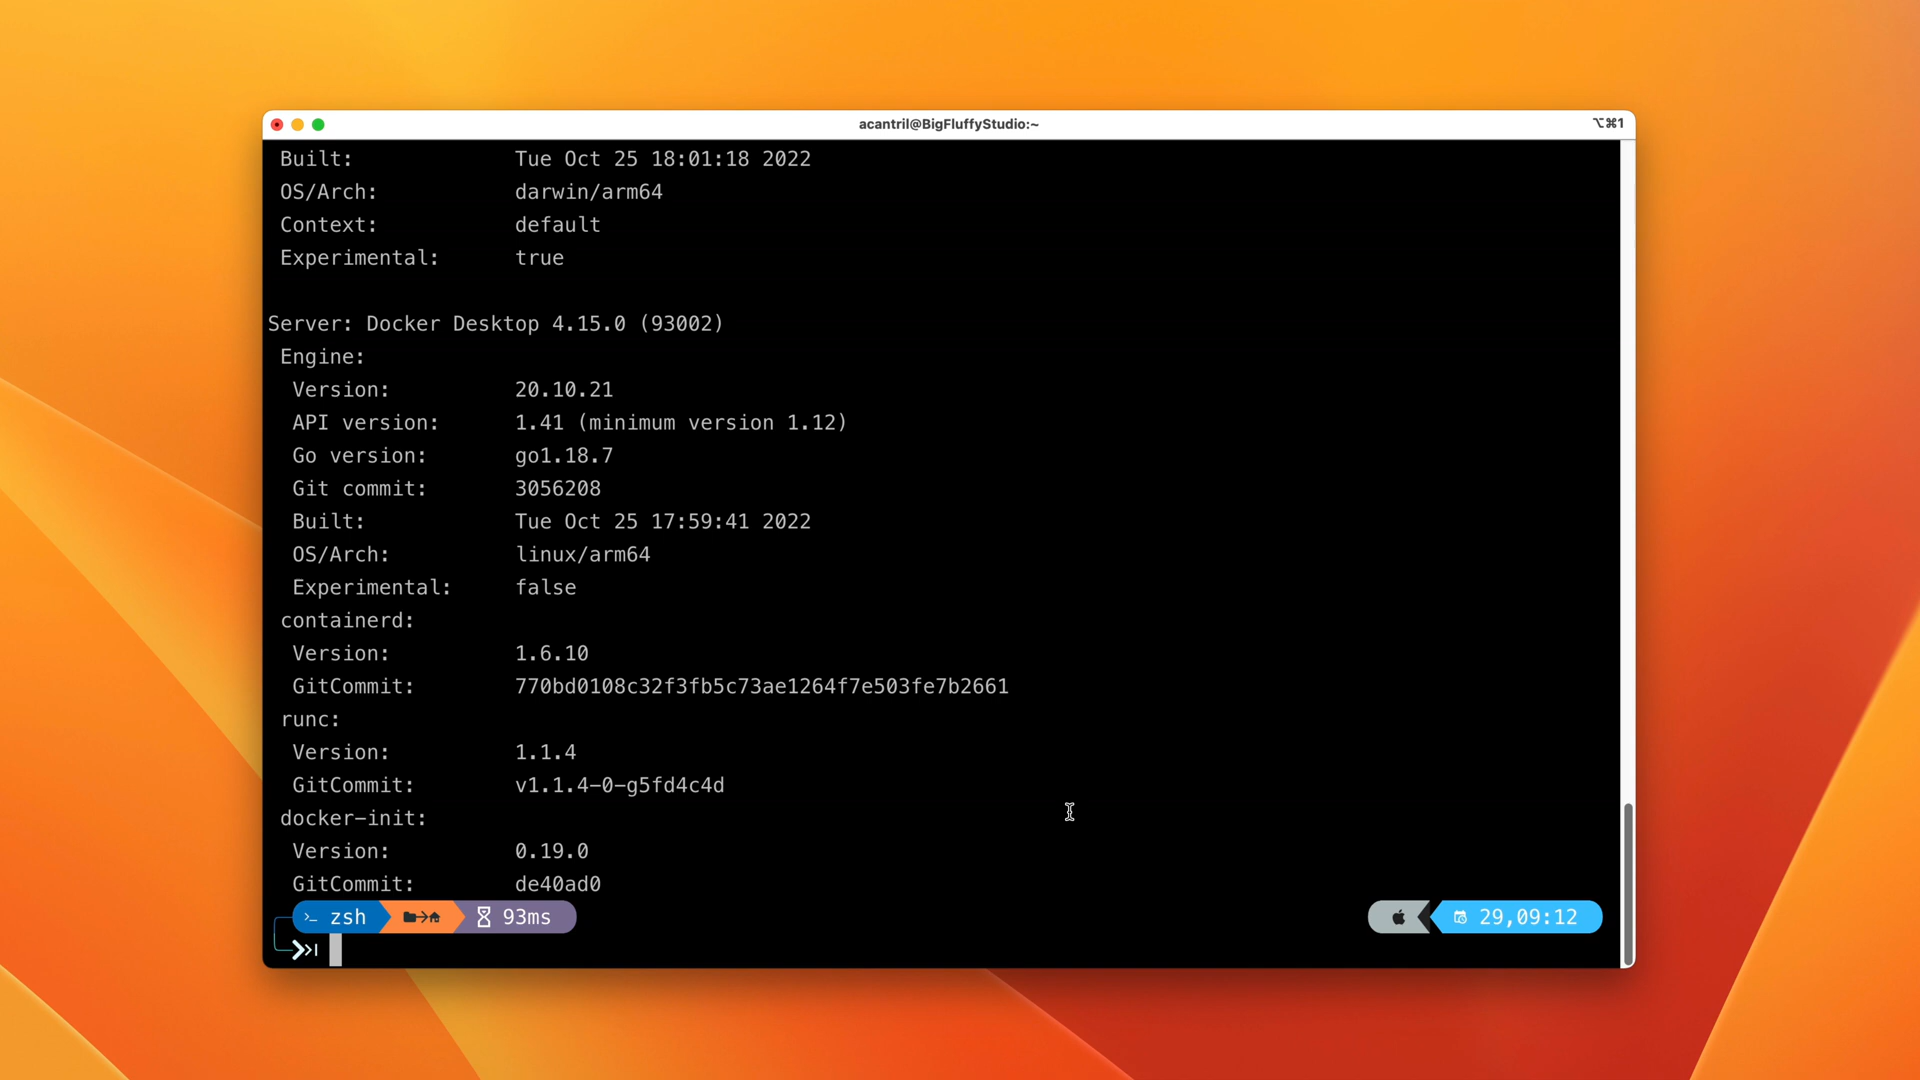 acantril@BigFluffyStudio:~
⌥⌘1
Built: Tue Oct 25 18:01:18 2022
OS/Arch: darwin/arm64
Context: default
Experimental: true
Server: Docker Desktop 4.15.0 (93002)
Engine:
Version: 20.10.21
API version: 1.41 (minimum version 1.12)
Go version: go1.18.7
Git commit: 3056208
Built: Tue Oct 25 17:59:41 2022
OS/Arch: linux/arm64
Experimental: false
containerd:
Version: 1.6.10
GitCommit: 770bd0108c32f3fb5c73ae1264f7e503fe7b2661
runc:
Version: 1.1.4
GitCommit: v1.1.4-0-g5fd4c4d
docker-init:
Version: 0.19.0
GitCommit: de40ad0
zsh 93ms 29,09:12